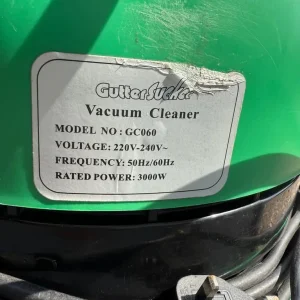 GutterSucker
Vacuum Cleaner
MODEL NO : GC060
VOLTAGE: 220V-240V~
FREQUENCY: 50Hz/60Hz
RATED POWER: 3000W